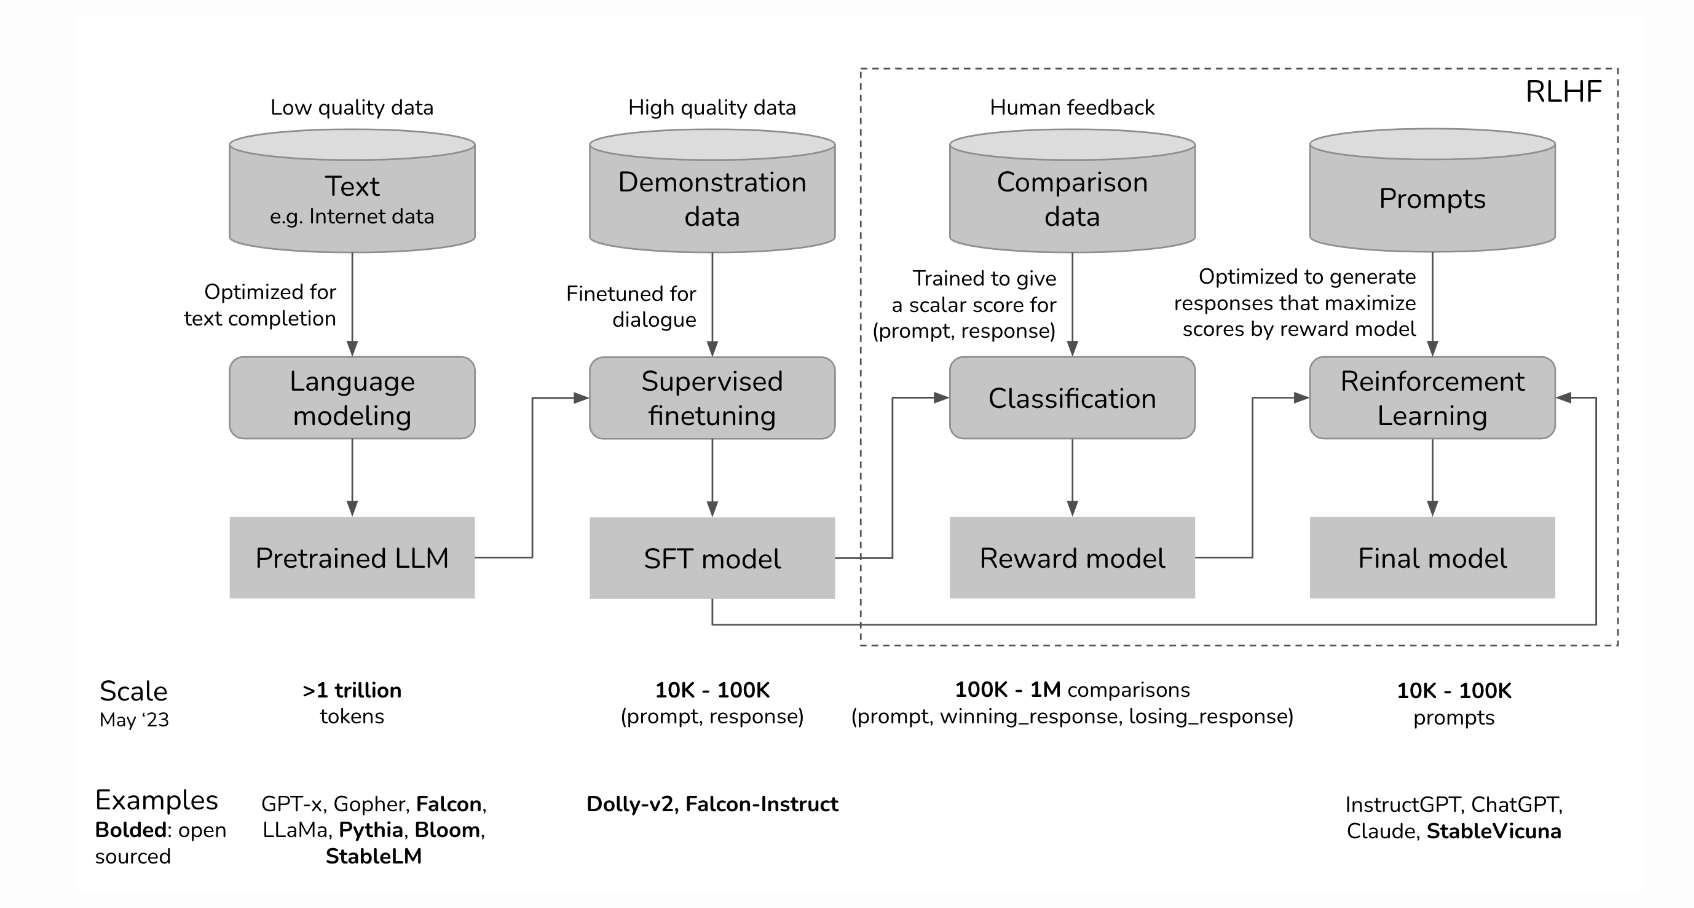 RLHF
Low quality data
Text
e.g. Internet data
Optimized for
text completion
Language
modeling
Pretrained LLM
High quality data
Demonstration
data
Finetuned for
dialogue
Supervised
finetuning
SFT model
Human feedback
Comparison
data
Trained to give
a scalar score for
(prompt, response)
Classification
Reward model
Prompts
Optimized to generate
responses that maximize
scores by reward model
Reinforcement
Learning
Final model
Scale
May ‘23
>1 trillion
tokens
10K - 100K
(prompt, response)
100K - 1M comparisons
(prompt, winning_response, losing_response)
10K - 100K
prompts
Examples
Bolded: open
sourced
GPT-x, Gopher, Falcon,
LLaMa, Pythia, Bloom,
StableLM
Dolly-v2, Falcon-Instruct
InstructGPT, ChatGPT,
Claude, StableVicuna